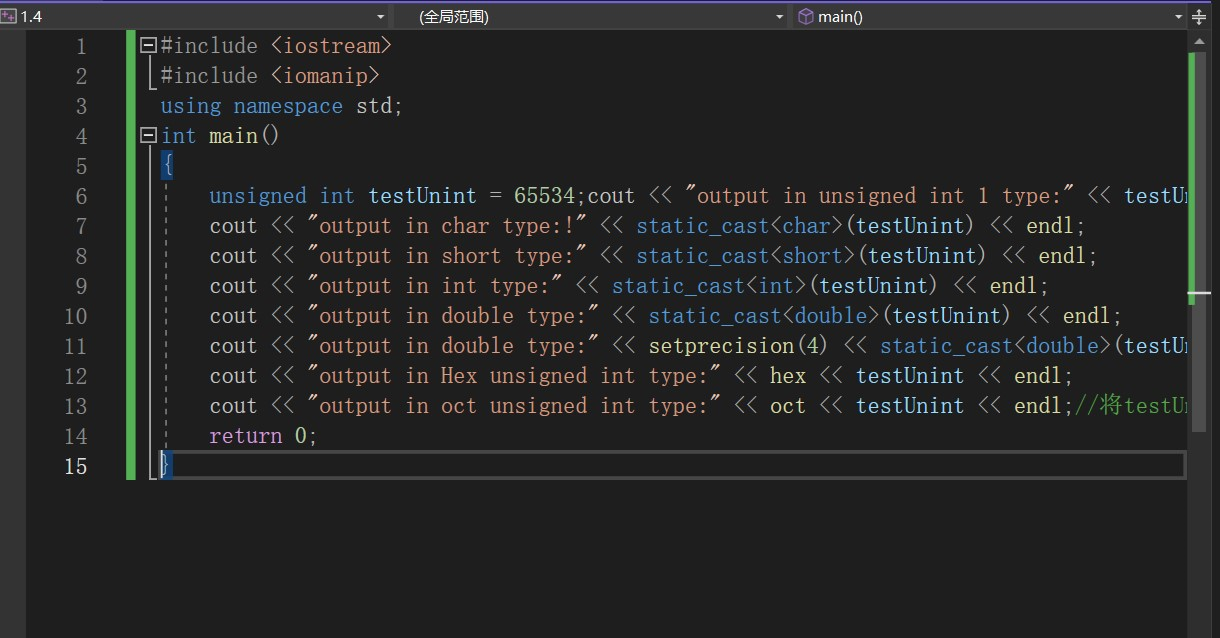 1.4 (全局范围) main()
1 #include <iostream>
2 #include <iomanip>
3 using namespace std;
4 int main()
5 {
6 unsigned int testUnint = 65534;cout << "output in unsigned int 1 type:" << testU
7 cout << "output in char type:!" << static_cast<char>(testUnint) << endl;
8 cout << "output in short type:" << static_cast<short>(testUnint) << endl;
9 cout << "output in int type:" << static_cast<int>(testUnint) << endl;
10 cout << "output in double type:" << static_cast<double>(testUnint) << endl;
11 cout << "output in double type:" << setprecision(4) << static_cast<double>(testU
12 cout << "output in Hex unsigned int type:" << hex << testUnint << endl;
13 cout << "output in oct unsigned int type:" << oct << testUnint << endl;//将testU
14 return 0;
15 }